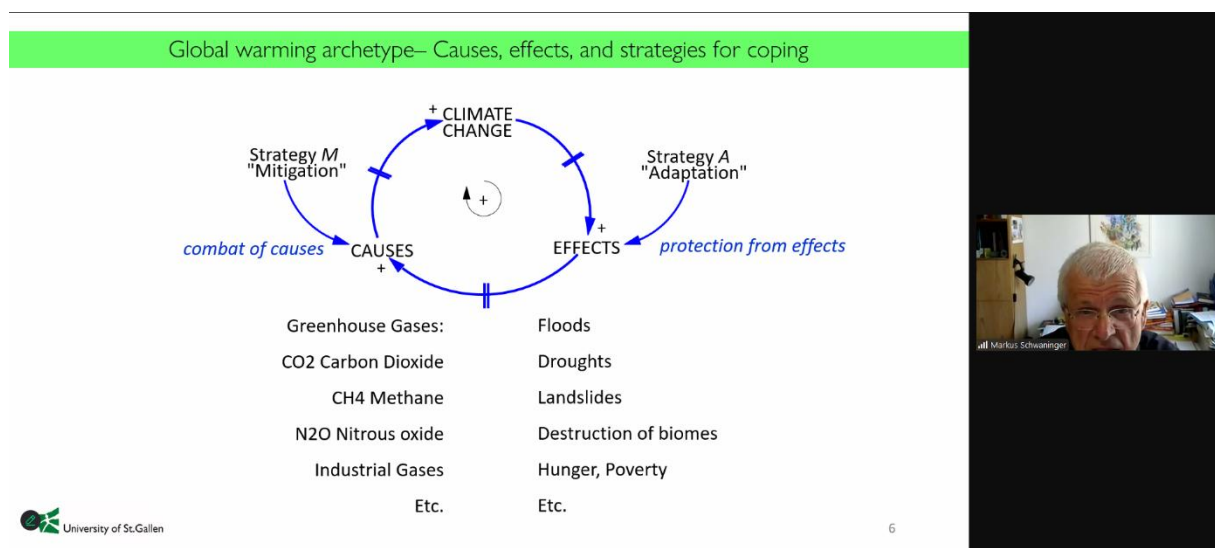 Global warming archetype– Causes, effects, and strategies for coping
+ CLIMATE
CHANGE
Strategy M
"Mitigation"
Strategy A
"Adaptation"
+
combat of causes
CAUSES
+
+
EFFECTS
protection from effects
Greenhouse Gases:
Floods
CO2 Carbon Dioxide
Droughts
CH4 Methane
Landslides
N2O Nitrous oxide
Destruction of biomes
Industrial Gases
Hunger, Poverty
Etc.
Etc.
University of St.Gallen
6
Markus Schwaninger